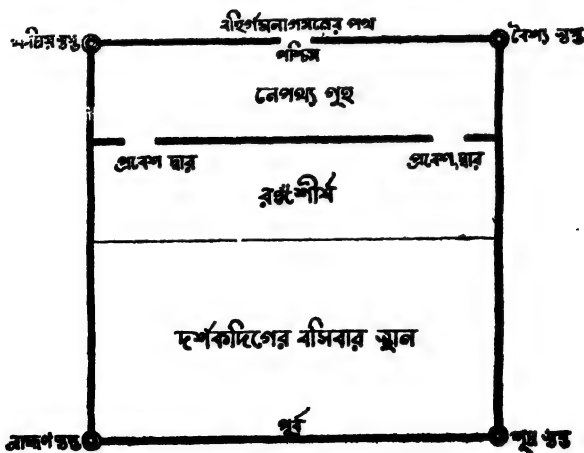 বহির্গমনাগমনের পথ
ক্ষত্রিয় স্তম্ভ
বৈশ্য স্তম্ভ
পশ্চিম
নেপথ্য গৃহ
প্রবেশ দ্বার
প্রবেশ দ্বার
রঙ্গশীর্ষ
দর্শকদিগের বসিবার স্থান
পূর্ব
ব্রাহ্মণ স্তম্ভ
শূদ্র স্তম্ভ